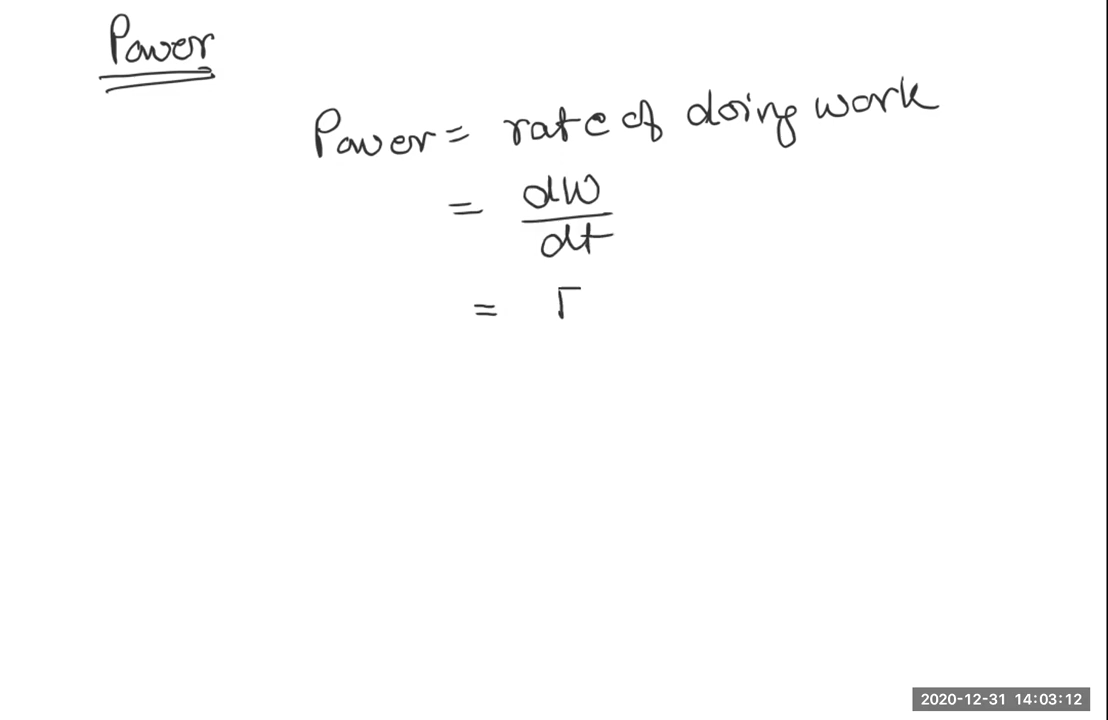 Power
Power = rate of doing work
= dW/dt
= Γ
2020-12-31 14:03:12